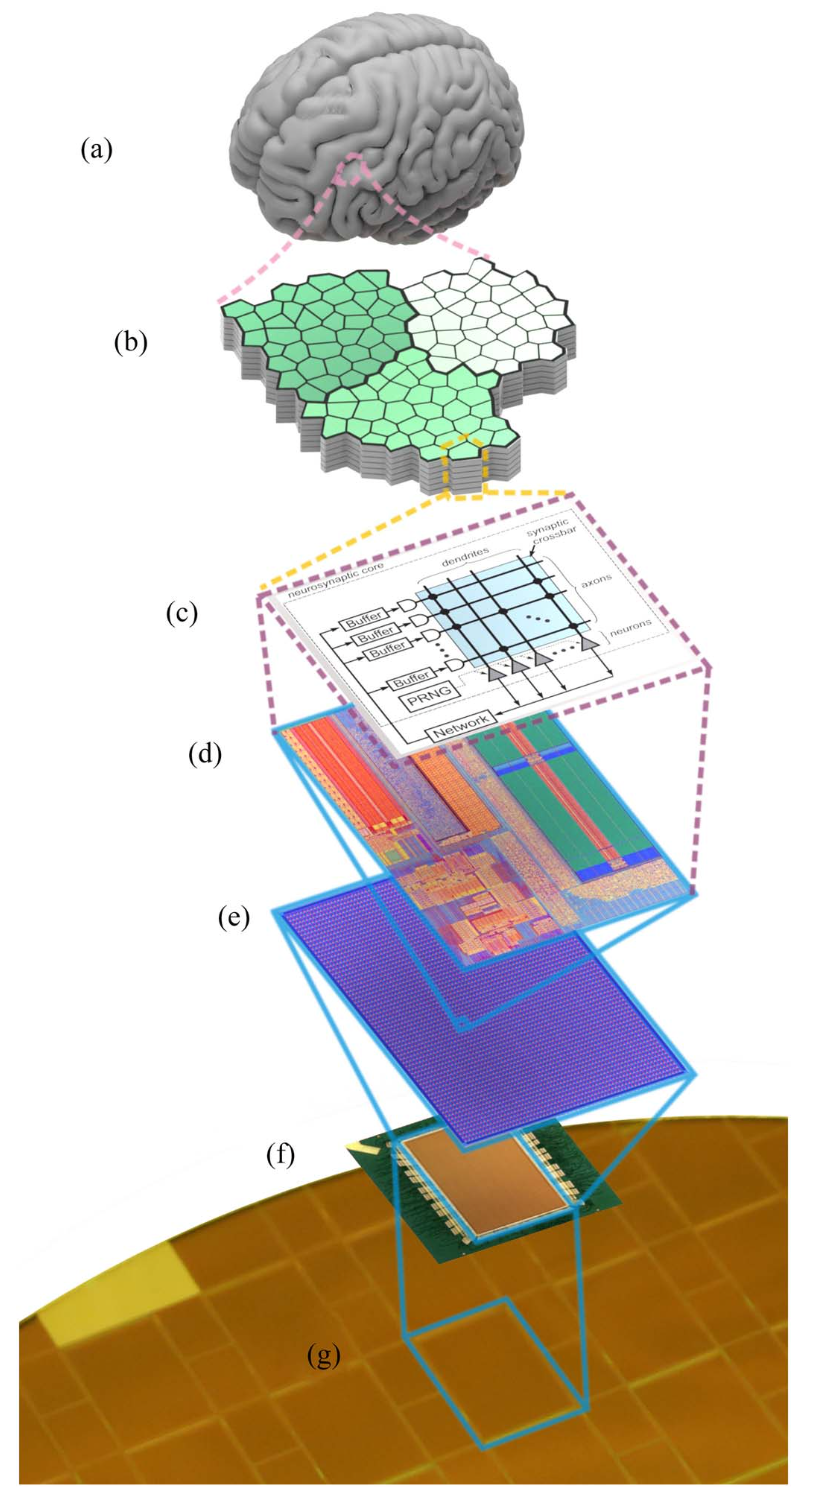 (a)
(b)
(c)
neurosynaptic core
dendrites
synaptic
crossbar
axons
Buffer
Buffer
Buffer
Buffer
neurons
PRNG
Network
(d)
(e)
(f)
(g)